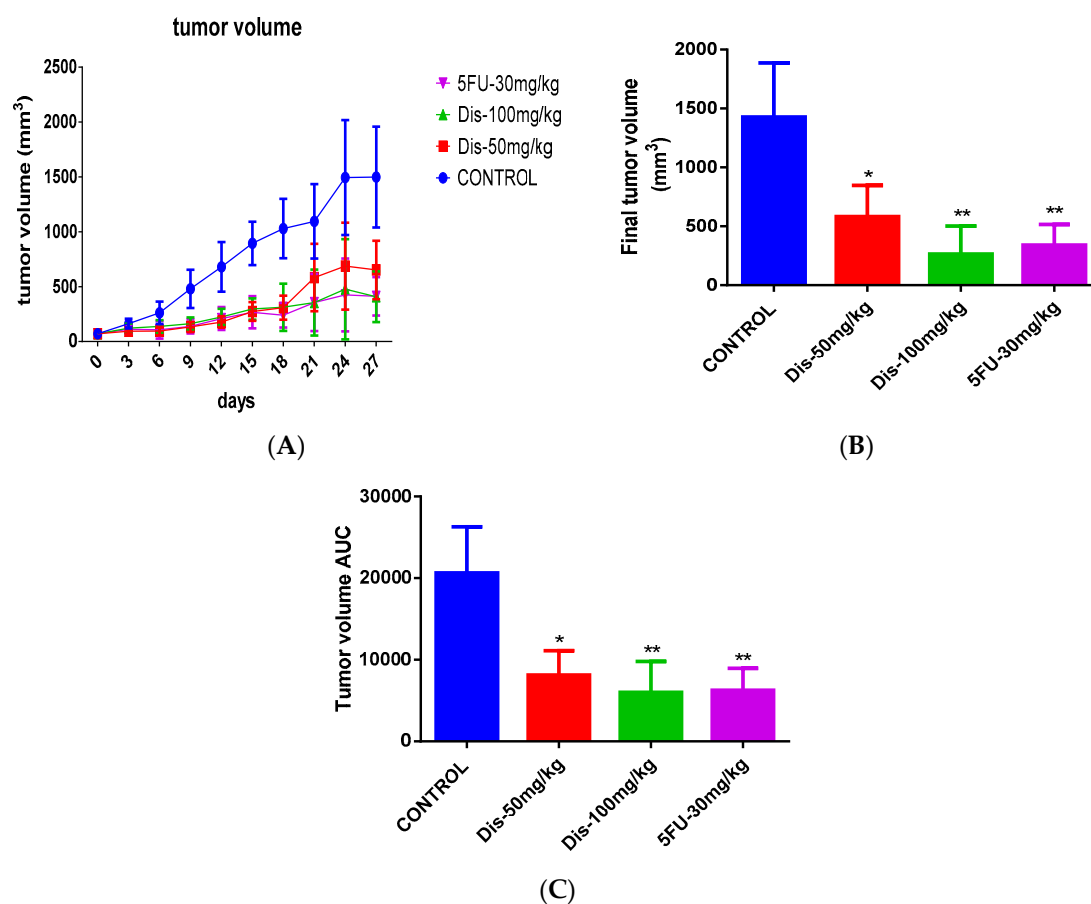 tumor volume
tumor volume (mm3)
2500
2000
1500
1000
500
0
0 3 6 9 12 15 18 21 24 27
days
5FU-30mg/kg
Dis-100mg/kg
Dis-50mg/kg
CONTROL
(A)
Final tumor volume
(mm3)
2000
1500
1000
500
0
*
**
**
CONTROL
Dis-50mg/kg
Dis-100mg/kg
5FU-30mg/kg
(B)
Tumor volume AUC
30000
20000
10000
0
*
**
**
CONTROL
Dis-50mg/kg
Dis-100mg/kg
5FU-30mg/kg
(C)